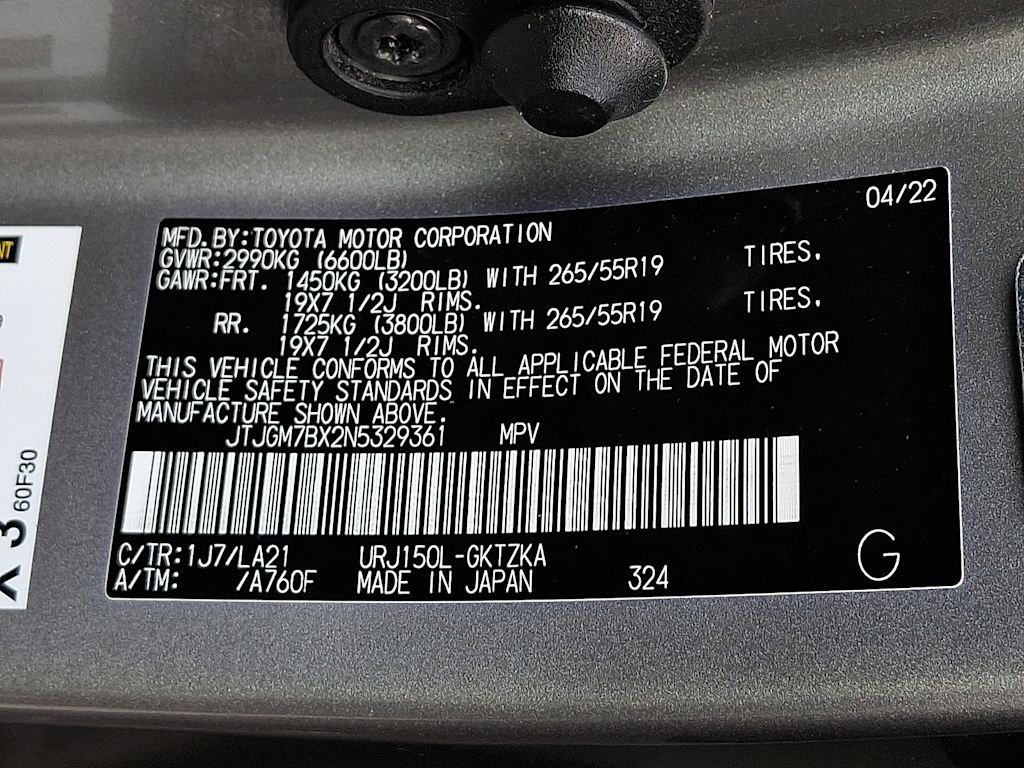 04/22
MFD.BY:TOYOTA MOTOR CORPORATION
GVWR:2990KG (6600LB)
GAWR:FRT. 1450KG (3200LB) WITH 265/55R19 TIRES.
19X7 1/2J RIMS.
RR. 1725KG (3800LB) WITH 265/55R19 TIRES.
19X7 1/2J RIMS.
THIS VEHICLE CONFORMS TO ALL APPLICABLE FEDERAL MOTOR
VEHICLE SAFETY STANDARDS IN EFFECT ON THE DATE OF
MANUFACTURE SHOWN ABOVE.
JTJGM7BX2N5329361 MPV
C/TR:1J7/LA21 URJ150L-GKTZKA
A/TM: /A760F MADE IN JAPAN 324
G
NT
X 3
60F30